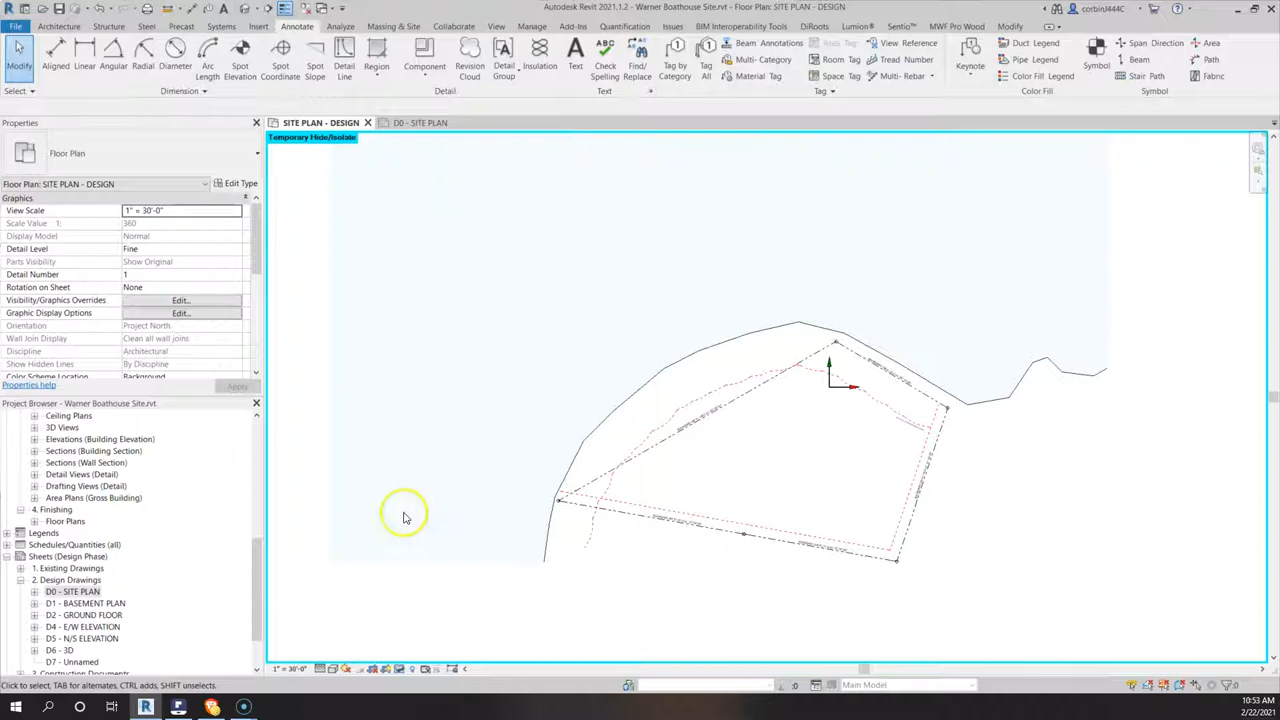 Autodesk Revit 2021.1.2 - Warner Boathouse Site.rvt - Floor Plan: SITE PLAN - DESIGN
corbinJ444C
File Architecture Structure Steel Precast Systems Insert Annotate Analyze Massing & Site Collaborate View Manage Add-Ins Quantification Issues BIM Interoperability Tools DiRoots Lumion® Sentio™ MWF Pro Wood Modify
Modify
Aligned
Linear
Angular
Radial
Diameter
Arc Length
Spot Elevation
Spot Coordinate
Spot Slope
Detail Line
Region
Component
Revision Cloud
Detail Group
Insulation
Text
Check Spelling
Find/ Replace
Tag by Category
Tag All
Beam Annotations
Multi- Category
Material Tag
Area Tag
Room Tag
Space Tag
View Reference
Tread Number
Multi- Rebar
Keynote
Duct Legend
Pipe Legend
Color Fill Legend
Symbol
Span Direction
Beam
Stair Path
Area
Path
Fabric
Select Dimension Detail Text Tag Color Fill Symbol
Properties
SITE PLAN - DESIGN
D0 - SITE PLAN
Temporary Hide/Isolate
Floor Plan
Floor Plan: SITE PLAN - DESIGN
Edit Type
Graphics
View Scale 1" = 30'-0"
Scale Value 1: 360
Display Model Normal
Detail Level Fine
Parts Visibility Show Original
Detail Number 1
Rotation on Sheet None
Visibility/Graphics Overrides Edit...
Graphic Display Options Edit...
Orientation Project North
Wall Join Display Clean all wall joins
Discipline Architectural
Show Hidden Lines By Discipline
Color Scheme Location Background
Properties help
Apply
Project Browser - Warner Boathouse Site.rvt
Ceiling Plans
3D Views
Elevations (Building Elevation)
Sections (Building Section)
Sections (Wall Section)
Detail Views (Detail)
Drafting Views (Detail)
Area Plans (Gross Building)
4. Finishing
Floor Plans
Legends
Schedules/Quantities (all)
Sheets (Design Phase)
1. Existing Drawings
2. Design Drawings
D0 - SITE PLAN
D1 - BASEMENT PLAN
D2 - GROUND FLOOR
D4 - E/W ELEVATION
D5 - N/S ELEVATION
D6 - 3D
D7 - Unnamed
3. Construction Documents
1" = 30'-0"
Click to select, TAB for alternates, CTRL adds, SHIFT unselects.
:0
Main Model
:0
10:53 AM
2/22/2021